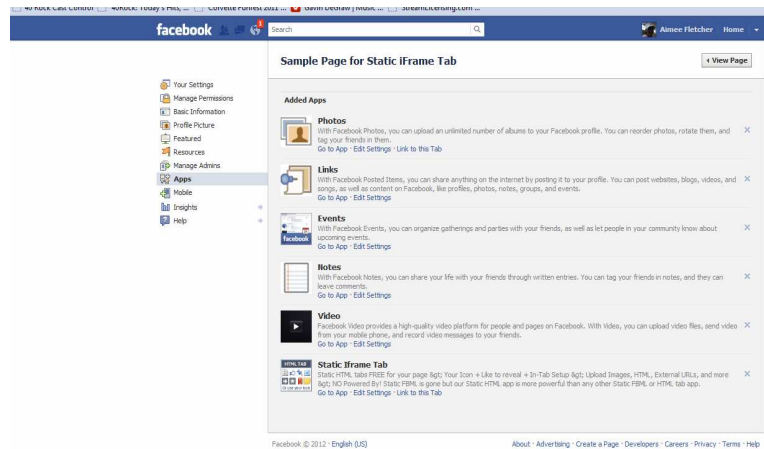 40 Rock Cast Control
40Rock: Today's Hits, ...
Corvette Funfest 2011 ...
Gavin DeGraw | Music ...
StreamLicensing.com ...
facebook
1
Search
Aimee Fletcher
Home
Sample Page for Static iFrame Tab
View Page
Your Settings
Manage Permissions
Basic Information
Profile Picture
Featured
Resources
Manage Admins
Apps
Mobile
Insights
Help
Added Apps
Photos
With Facebook Photos, you can upload an unlimited number of albums to your Facebook profile. You can reorder photos, rotate them, and
tag your friends in them.
Go to App · Edit Settings · Link to this Tab
Links
With Facebook Posted Items, you can share anything on the internet by posting it to your profile. You can post websites, blogs, videos, and
songs, as well as content on Facebook, like profiles, photos, notes, groups, and events.
Go to App · Edit Settings
facebook
Events
With Facebook Events, you can organize gatherings and parties with your friends, as well as let people in your community know about
upcoming events.
Go to App · Edit Settings
Notes
With Facebook Notes, you can share your life with your friends through written entries. You can tag your friends in notes, and they can
leave comments.
Go to App · Edit Settings
Video
Facebook Video provides a high-quality video platform for people and pages on Facebook. With Video, you can upload video files, send video
from your mobile phone, and record video messages to your friends.
Go to App · Edit Settings
HTML TAB
Static Iframe Tab
Static HTML tabs FREE for your page &gt; Your Icon + Like to reveal + In-Tab Setup &gt; Upload Images, HTML, External URLs, and more
&gt; NO Powered By! Static FBML is gone but our Static HTML app is more powerful than any other Static FBML or HTML tab app.
Go to App · Edit Settings · Link to this Tab
Facebook © 2012 · English (US)
About · Advertising · Create a Page · Developers · Careers · Privacy · Terms · Help